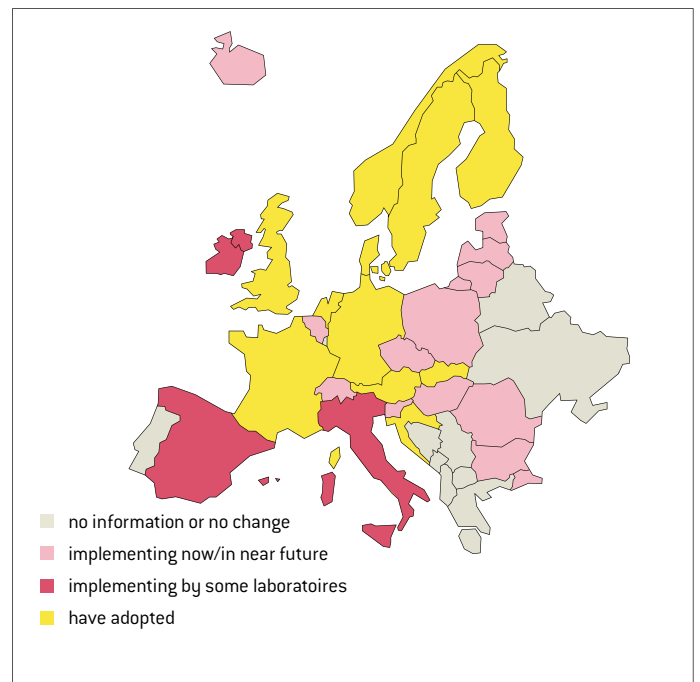 no information or no change
implementing now/in near future
implementing by some laboratoires
have adopted